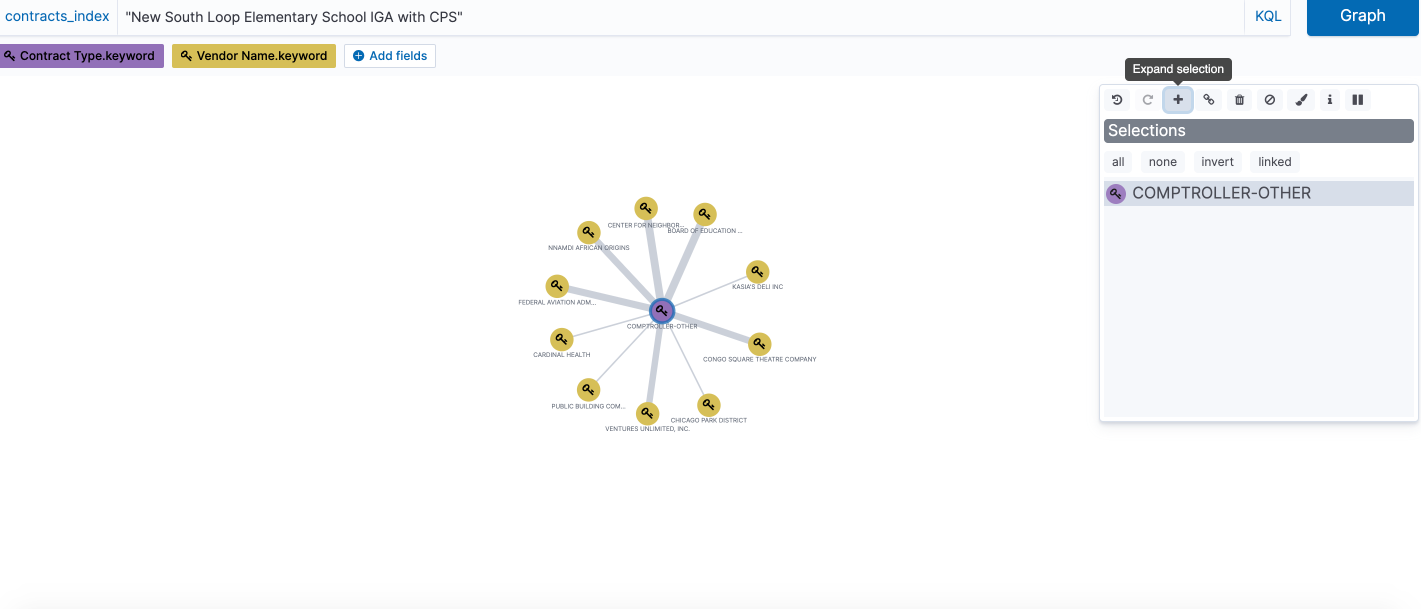 contracts_index
"New South Loop Elementary School IGA with CPS"
KQL
Graph
Contract Type.keyword
Vendor Name.keyword
Add fields
Expand selection
Selections
all
none
invert
linked
COMPTROLLER-OTHER
CENTER FOR NEIGHBOR...
BOARD OF EDUCATION ...
NNAMDI AFRICAN ORIGINS
KASIA'S DELI INC
FEDERAL AVIATION ADM...
COMPTROLLER-OTHER
CARDINAL HEALTH
CONGO SQUARE THEATRE COMPANY
PUBLIC BUILDING COM...
CHICAGO PARK DISTRICT
VENTURES UNLIMITED, INC.